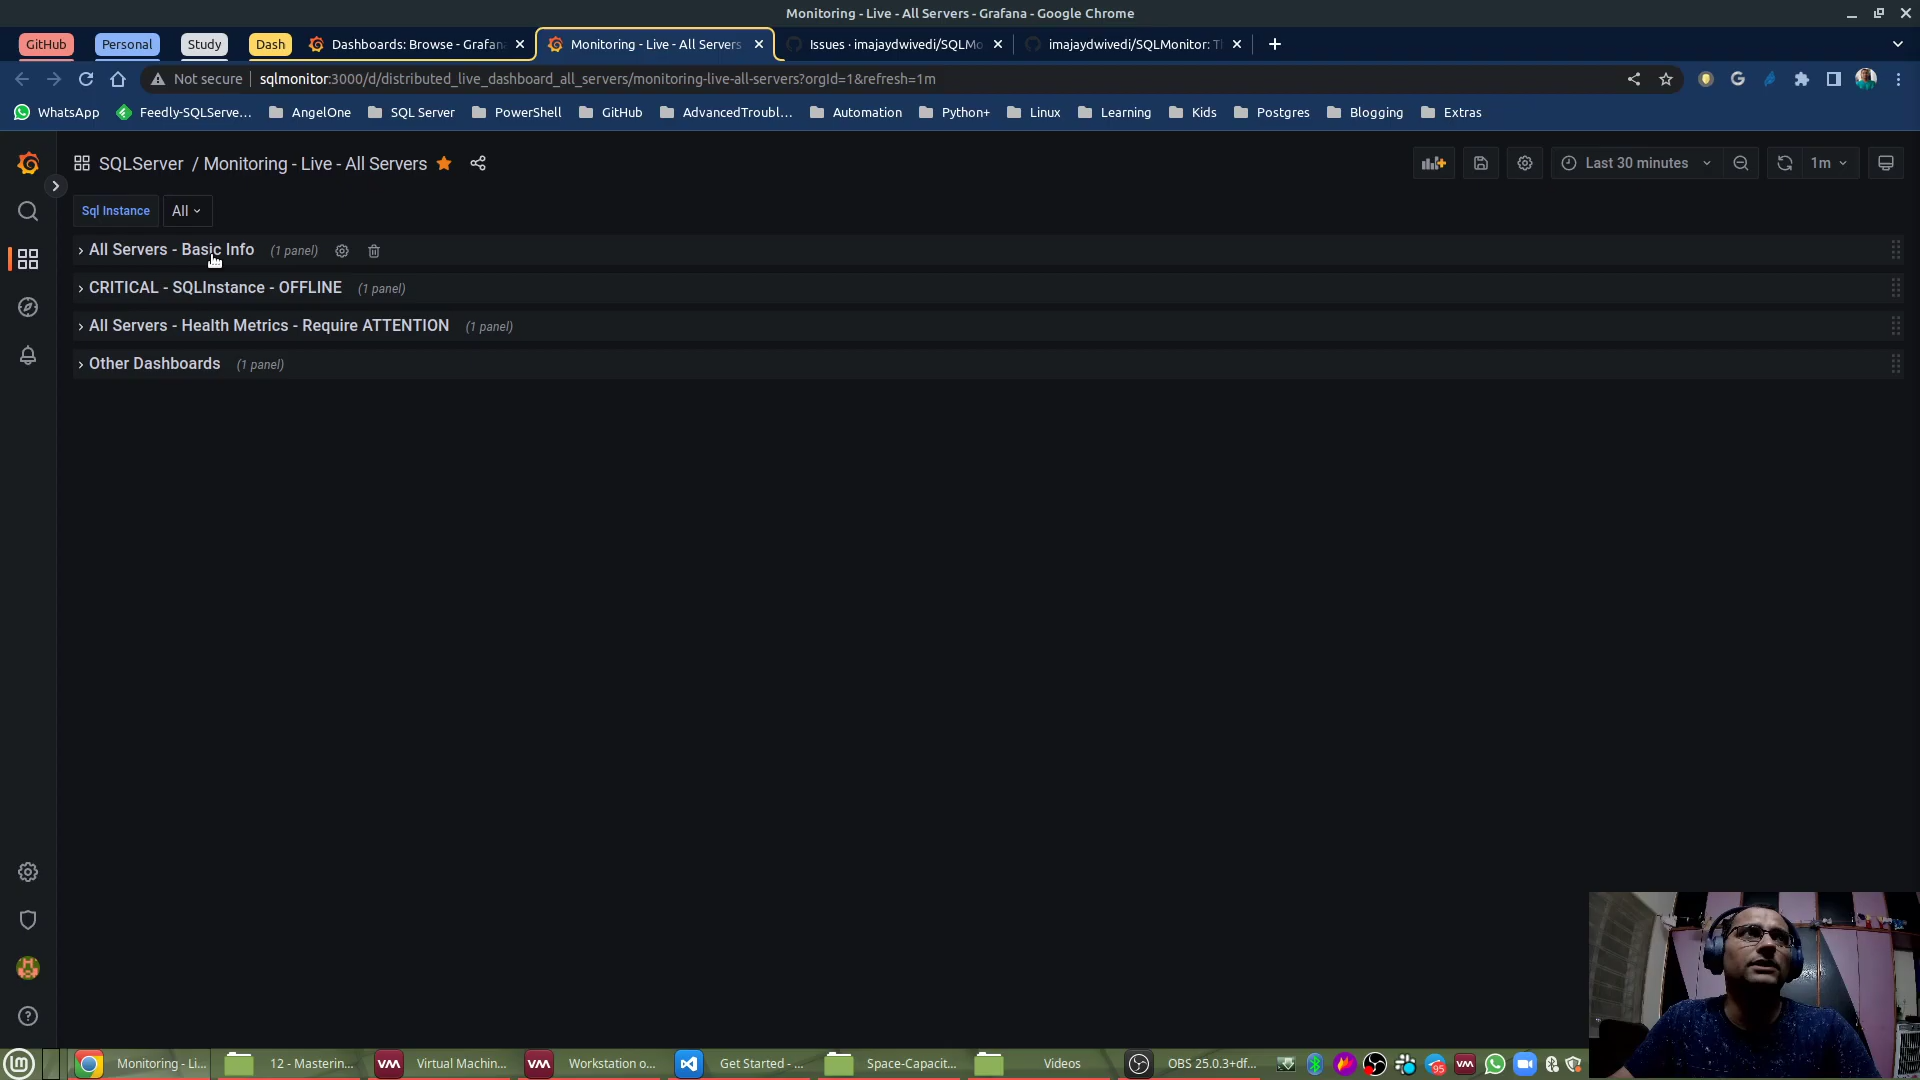 Monitoring - Live - All Servers - Grafana - Google Chrome
GitHub Personal Study Dash Dashboards: Browse - Grafan Monitoring - Live - All Servers Issues · imajaydwivedi/SQLMo imajaydwivedi/SQLMonitor: T
Not secure sqlmonitor:3000/d/distributed_live_dashboard_all_servers/monitoring-live-all-servers?orgId=1&refresh=1m
WhatsApp Feedly-SQLServe... AngelOne SQL Server PowerShell GitHub AdvancedTroubl... Automation Python+ Linux Learning Kids Postgres Blogging Extras
SQLServer / Monitoring - Live - All Servers Last 30 minutes 1m
Sql Instance All
All Servers - Basic Info (1 panel)
CRITICAL - SQLInstance - OFFLINE (1 panel)
All Servers - Health Metrics - Require ATTENTION (1 panel)
Other Dashboards (1 panel)
Monitoring - Li... 12 - Masterin... Virtual Machin... Workstation o... Get Started - ... Space-Capacit... Videos OBS 25.0.3+df... 95